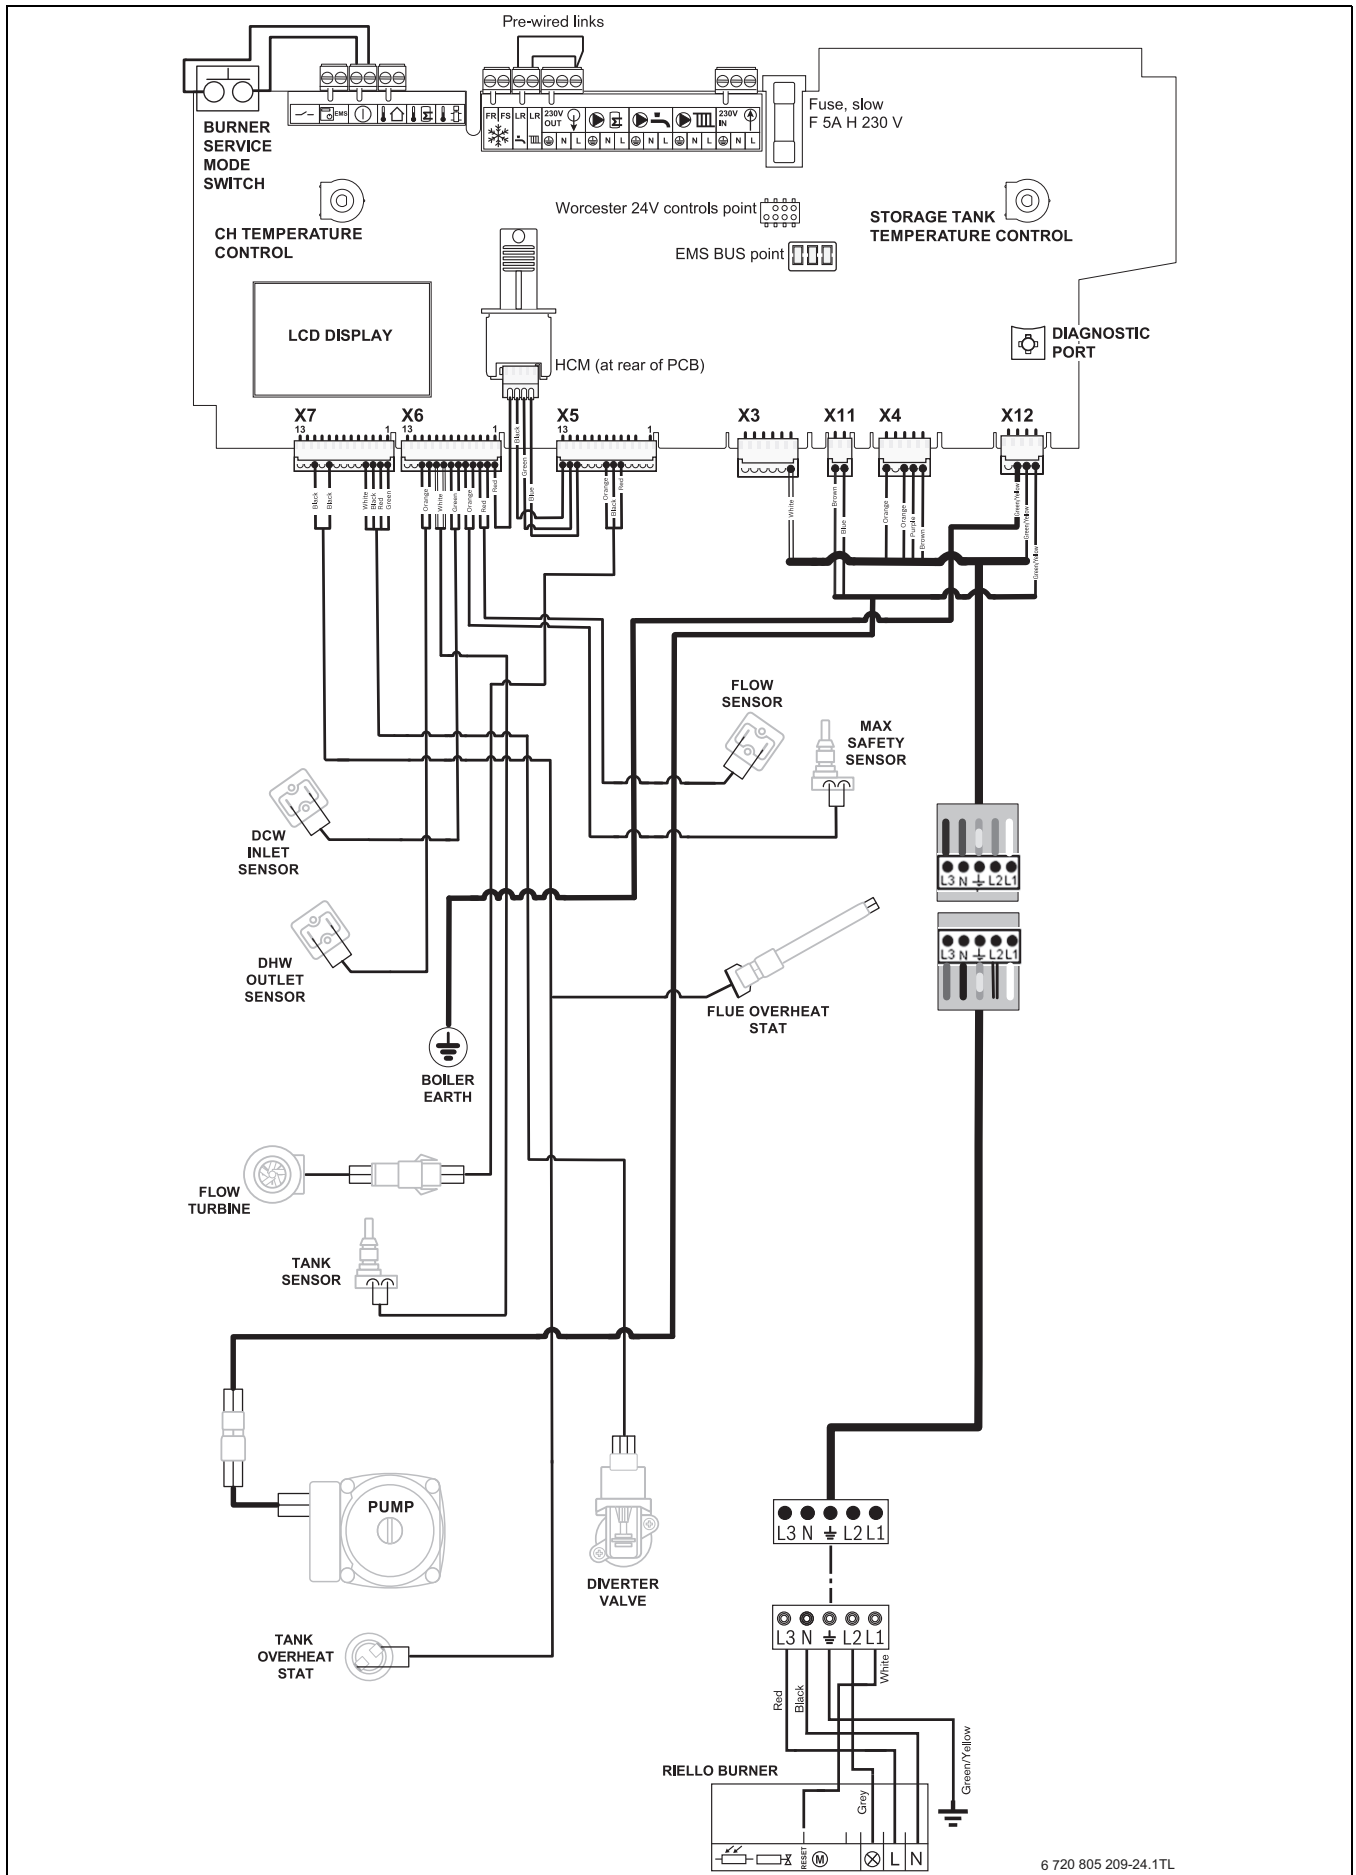 Pre-wired links
Fuse, slow
F 5A H 230 V
EMS
FR FS LR LR 230V OUT 230V IN
N L N L N L N L N L
BURNER
SERVICE
MODE
SWITCH
CH TEMPERATURE
CONTROL
Worcester 24V controls point
EMS BUS point
STORAGE TANK
TEMPERATURE CONTROL
LCD DISPLAY
HCM (at rear of PCB)
DIAGNOSTIC
PORT
X7 X6 X5 X3 X11 X4 X12
13 1 13 1 13 1
Black Black White Black Red Green
Orange White Green Orange Red Red
Black Green Blue
Orange Black Red
White
Brown Blue
Orange Orange Purple Brown
Green/Yellow Green/Yellow Green/Yellow
FLOW
SENSOR
MAX
SAFETY
SENSOR
DCW
INLET
SENSOR
L3 N L2 L1
L3 N L2 L1
DHW
OUTLET
SENSOR
FLUE OVERHEAT
STAT
BOILER
EARTH
FLOW
TURBINE
TANK
SENSOR
PUMP
L3 N L2 L1
DIVERTER
VALVE
TANK
OVERHEAT
STAT
L3 N L2 L1
Red Black White
Green/Yellow
RIELLO BURNER
Grey
RESET M L N
6 720 805 209-24.1TL